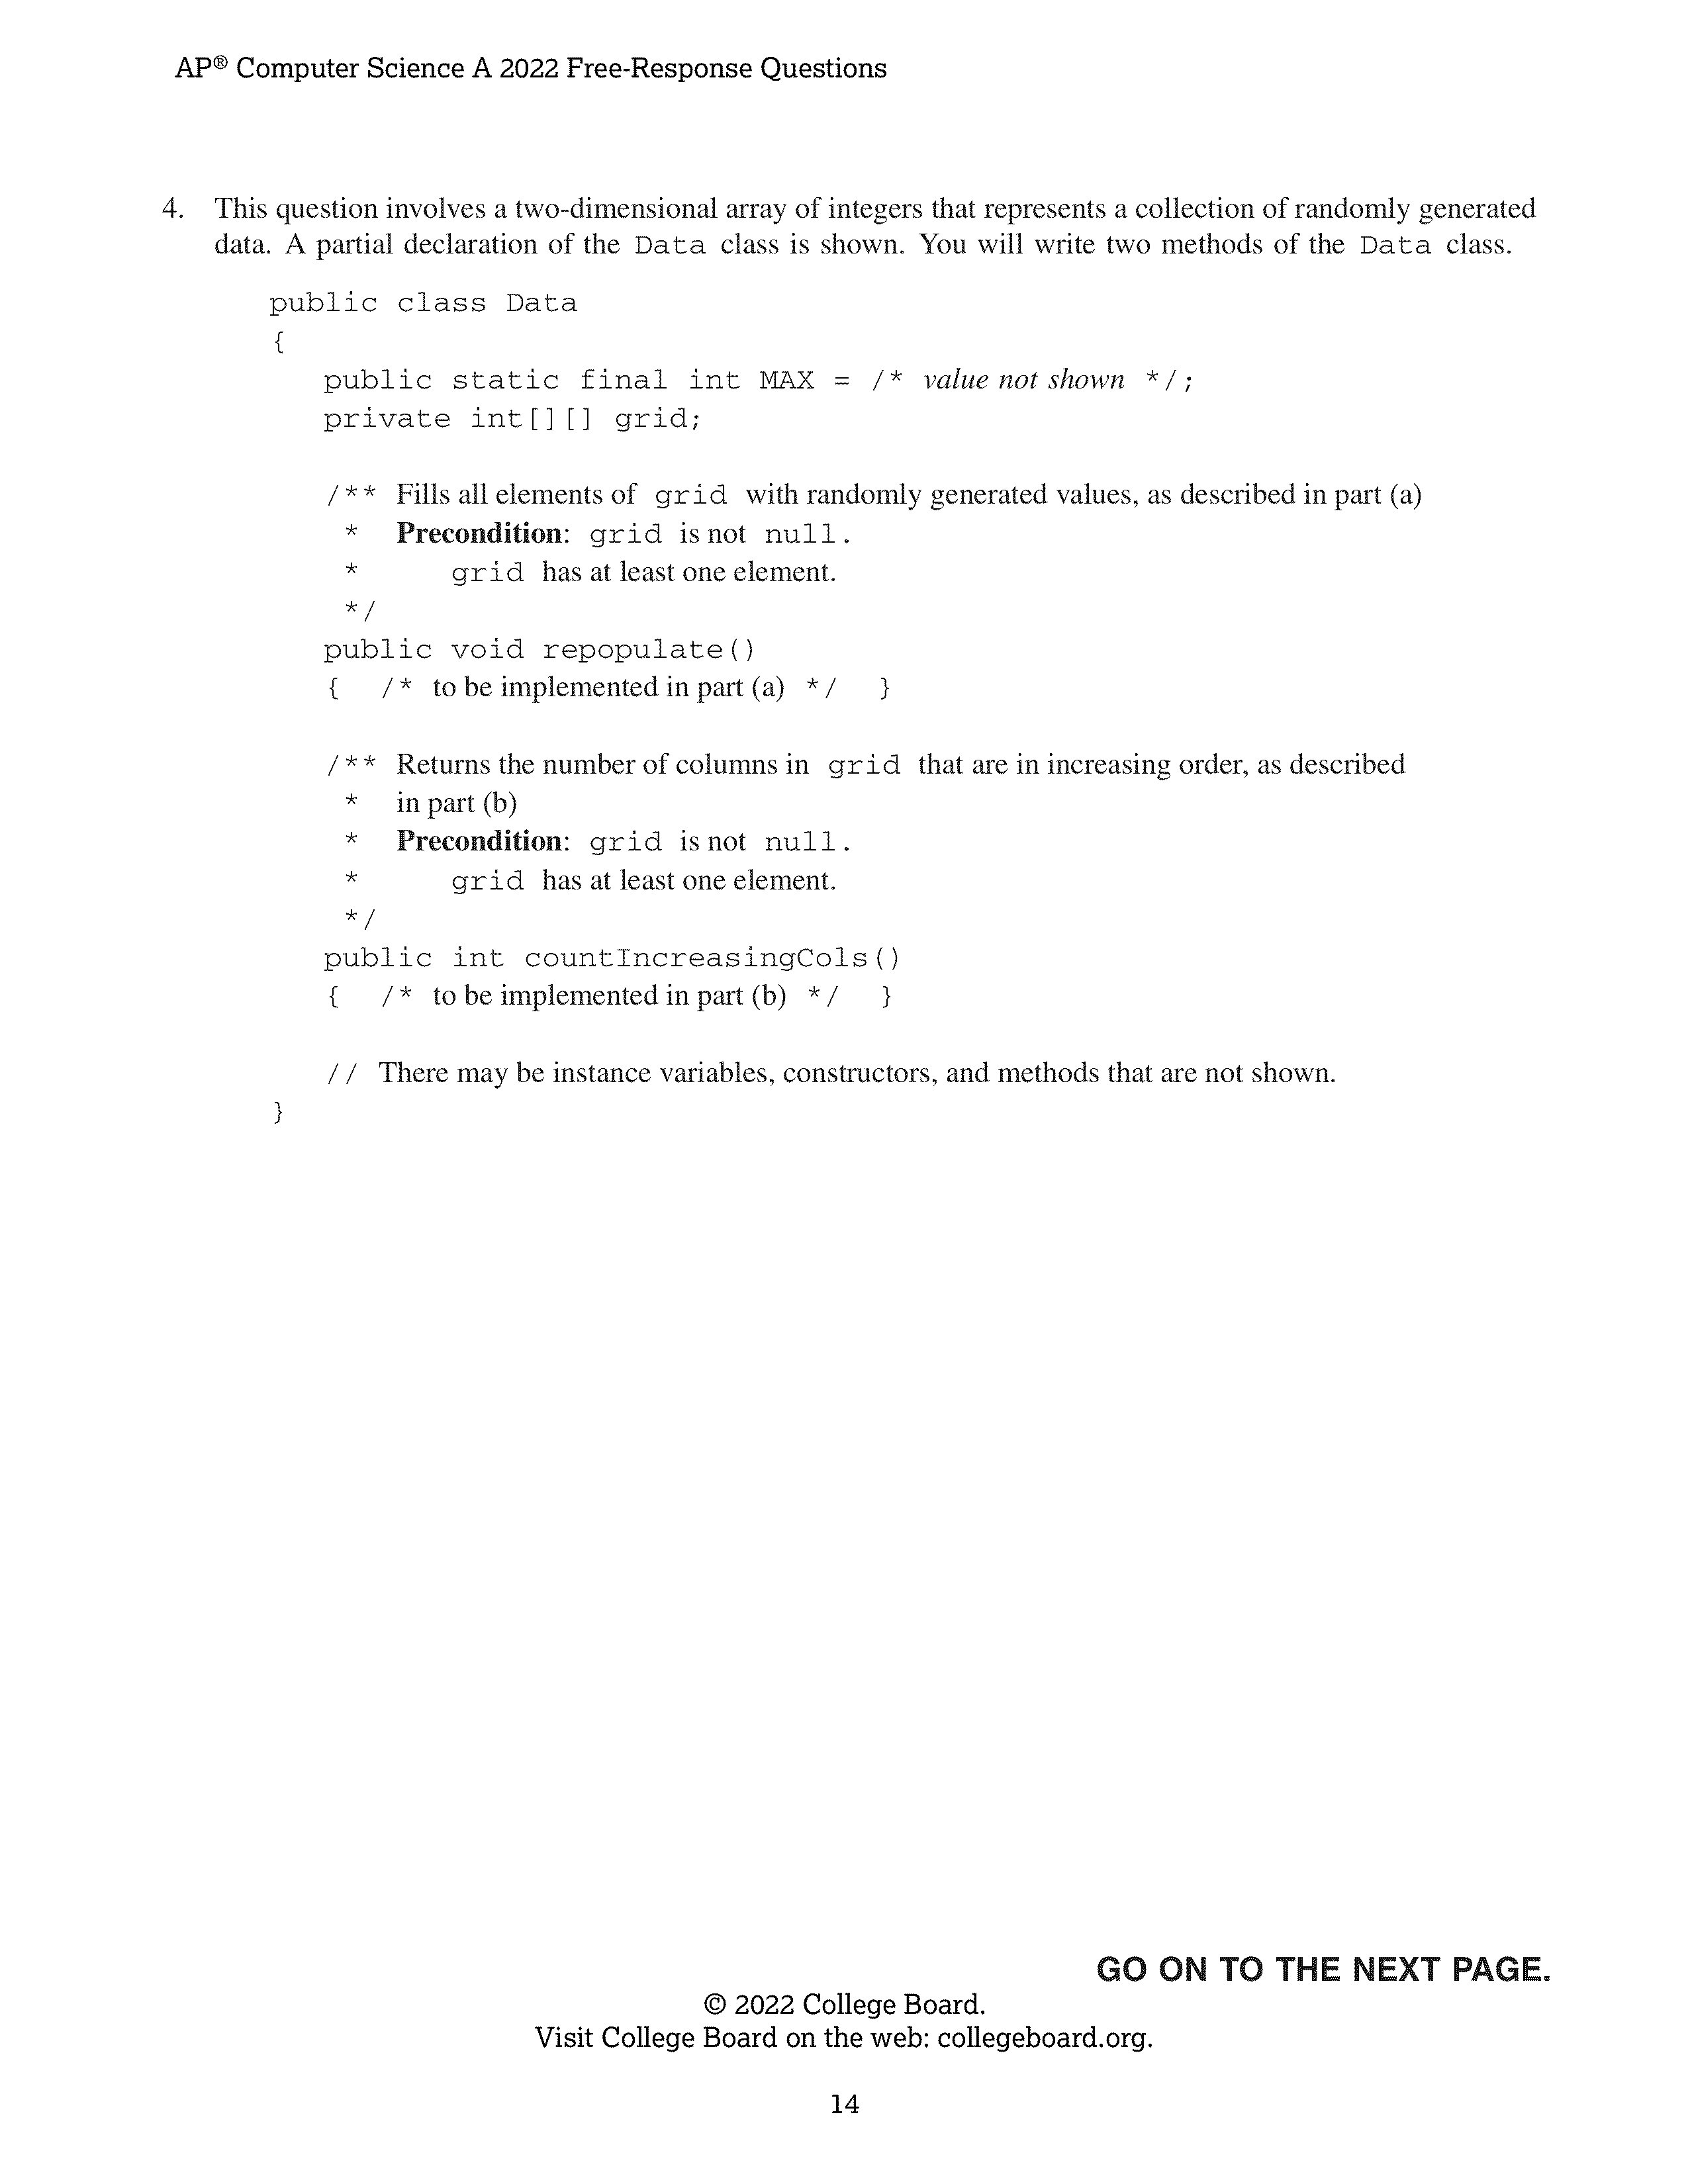 AP® Computer Science A 2022 Free-Response Questions
4. This question involves a two-dimensional array of integers that represents a collection of randomly generated
data. A partial declaration of the Data class is shown. You will write two methods of the Data class.
public class Data
{
public static final int MAX = /* value not shown */;
private int[][] grid;
/** Fills all elements of grid with randomly generated values, as described in part (a)
* Precondition: grid is not null.
* grid has at least one element.
*/
public void repopulate()
{ /* to be implemented in part (a) */ }
/** Returns the number of columns in grid that are in increasing order, as described
* in part (b)
* Precondition: grid is not null.
* grid has at least one element.
*/
public int countIncreasingCols()
{ /* to be implemented in part (b) */ }
// There may be instance variables, constructors, and methods that are not shown.
}
GO ON TO THE NEXT PAGE.
© 2022 College Board.
Visit College Board on the web: collegeboard.org.
14